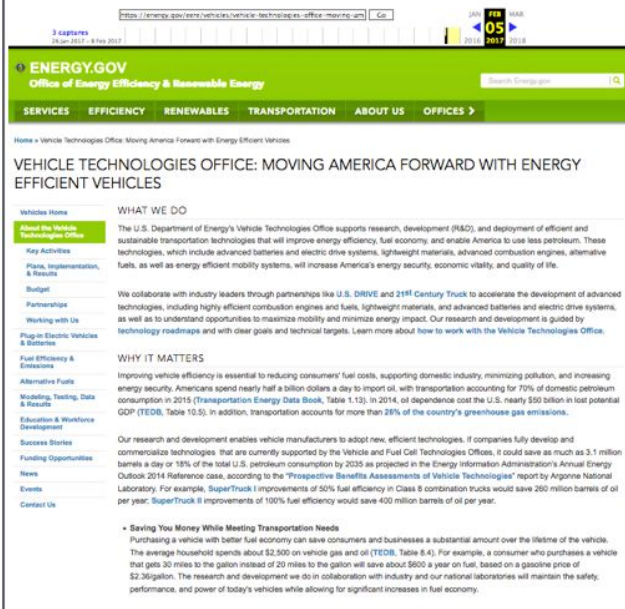 https://energy.gov/eere/vehicles/vehicle-technologies-office-moving-am
Go
JAN FEB MAR
05
2016 2017 2018
3 captures
26 Jan 2017 - 8 Feb 2017
ENERGY.GOV
Office of Energy Efficiency & Renewable Energy
Search Energy.gov
SERVICES EFFICIENCY RENEWABLES TRANSPORTATION ABOUT US OFFICES >
Home » Vehicle Technologies Office: Moving America Forward with Energy Efficient Vehicles
VEHICLE TECHNOLOGIES OFFICE: MOVING AMERICA FORWARD WITH ENERGY
EFFICIENT VEHICLES
Vehicles Home
About the Vehicle
Technologies Office
Key Activities
Plans, Implementation,
& Results
Budget
Partnerships
Working with Us
Plug-in Electric Vehicles
& Batteries
Fuel Efficiency &
Emissions
Alternative Fuels
Modeling, Testing, Data
& Results
Education & Workforce
Development
Success Stories
Funding Opportunities
News
Events
Contact Us
WHAT WE DO
The U.S. Department of Energy's Vehicle Technologies Office supports research, development (R&D), and deployment of efficient and
sustainable transportation technologies that will improve energy efficiency, fuel economy, and enable America to use less petroleum. These
technologies, which include advanced batteries and electric drive systems, lightweight materials, advanced combustion engines, alternative
fuels, as well as energy efficient mobility systems, will increase America's energy security, economic vitality, and quality of life.
We collaborate with industry leaders through partnerships like U.S. DRIVE and 21st Century Truck to accelerate the development of advanced
technologies, including highly efficient combustion engines and fuels, lightweight materials, and advanced batteries and electric drive systems,
as well as to understand opportunities to maximize mobility and minimize energy impact. Our research and development is guided by
technology roadmaps and with clear goals and technical targets. Learn more about how to work with the Vehicle Technologies Office.
WHY IT MATTERS
Improving vehicle efficiency is essential to reducing consumers' fuel costs, supporting domestic industry, minimizing pollution, and increasing
energy security. Americans spend nearly half a billion dollars a day to import oil, with transportation accounting for 70% of domestic petroleum
consumption in 2015 (Transportation Energy Data Book, Table 1.13). In 2014, oil dependence cost the U.S. nearly $50 billion in lost potential
GDP (TEDB, Table 10.5). In addition, transportation accounts for more than 26% of the country's greenhouse gas emissions.
Our research and development enables vehicle manufacturers to adopt new, efficient technologies. If companies fully develop and
commercialize technologies that are currently supported by the Vehicle and Fuel Cell Technologies Offices, it could save as much as 3.1 million
barrels a day or 18% of the total U.S. petroleum consumption by 2035 as projected in the Energy Information Administration's Annual Energy
Outlook 2014 Reference case, according to the "Prospective Benefits Assessments of Vehicle Technologies" report by Argonne National
Laboratory. For example, SuperTruck I improvements of 50% fuel efficiency in Class 8 combination trucks would save 260 million barrels of oil
per year; SuperTruck II improvements of 100% fuel efficiency would save 400 million barrels of oil per year.
• Saving You Money While Meeting Transportation Needs
Purchasing a vehicle with better fuel economy can save consumers and businesses a substantial amount over the lifetime of the vehicle.
The average household spends about $2,500 on vehicle gas and oil (TEDB, Table 8.4). For example, a consumer who purchases a vehicle
that gets 30 miles to the gallon instead of 20 miles to the gallon will save about $600 a year on fuel, based on a gasoline price of
$2.36/gallon. The research and development we do in collaboration with industry and our national laboratories will maintain the safety,
performance, and power of today's vehicles while allowing for significant increases in fuel economy.